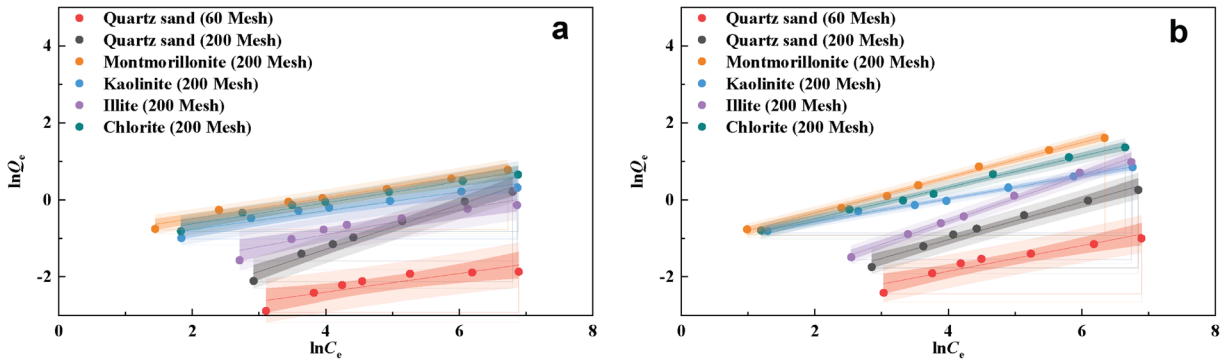 a
Quartz sand (60 Mesh)
Quartz sand (200 Mesh)
Montmorillonite (200 Mesh)
Kaolinite (200 Mesh)
Illite (200 Mesh)
Chlorite (200 Mesh)
4
2
0
-2
lnQe
0
2
4
6
8
lnCe
b
Quartz sand (60 Mesh)
Quartz sand (200 Mesh)
Montmorillonite (200 Mesh)
Kaolinite (200 Mesh)
Illite (200 Mesh)
Chlorite (200 Mesh)
4
2
0
-2
lnQe
0
2
4
6
8
lnCe